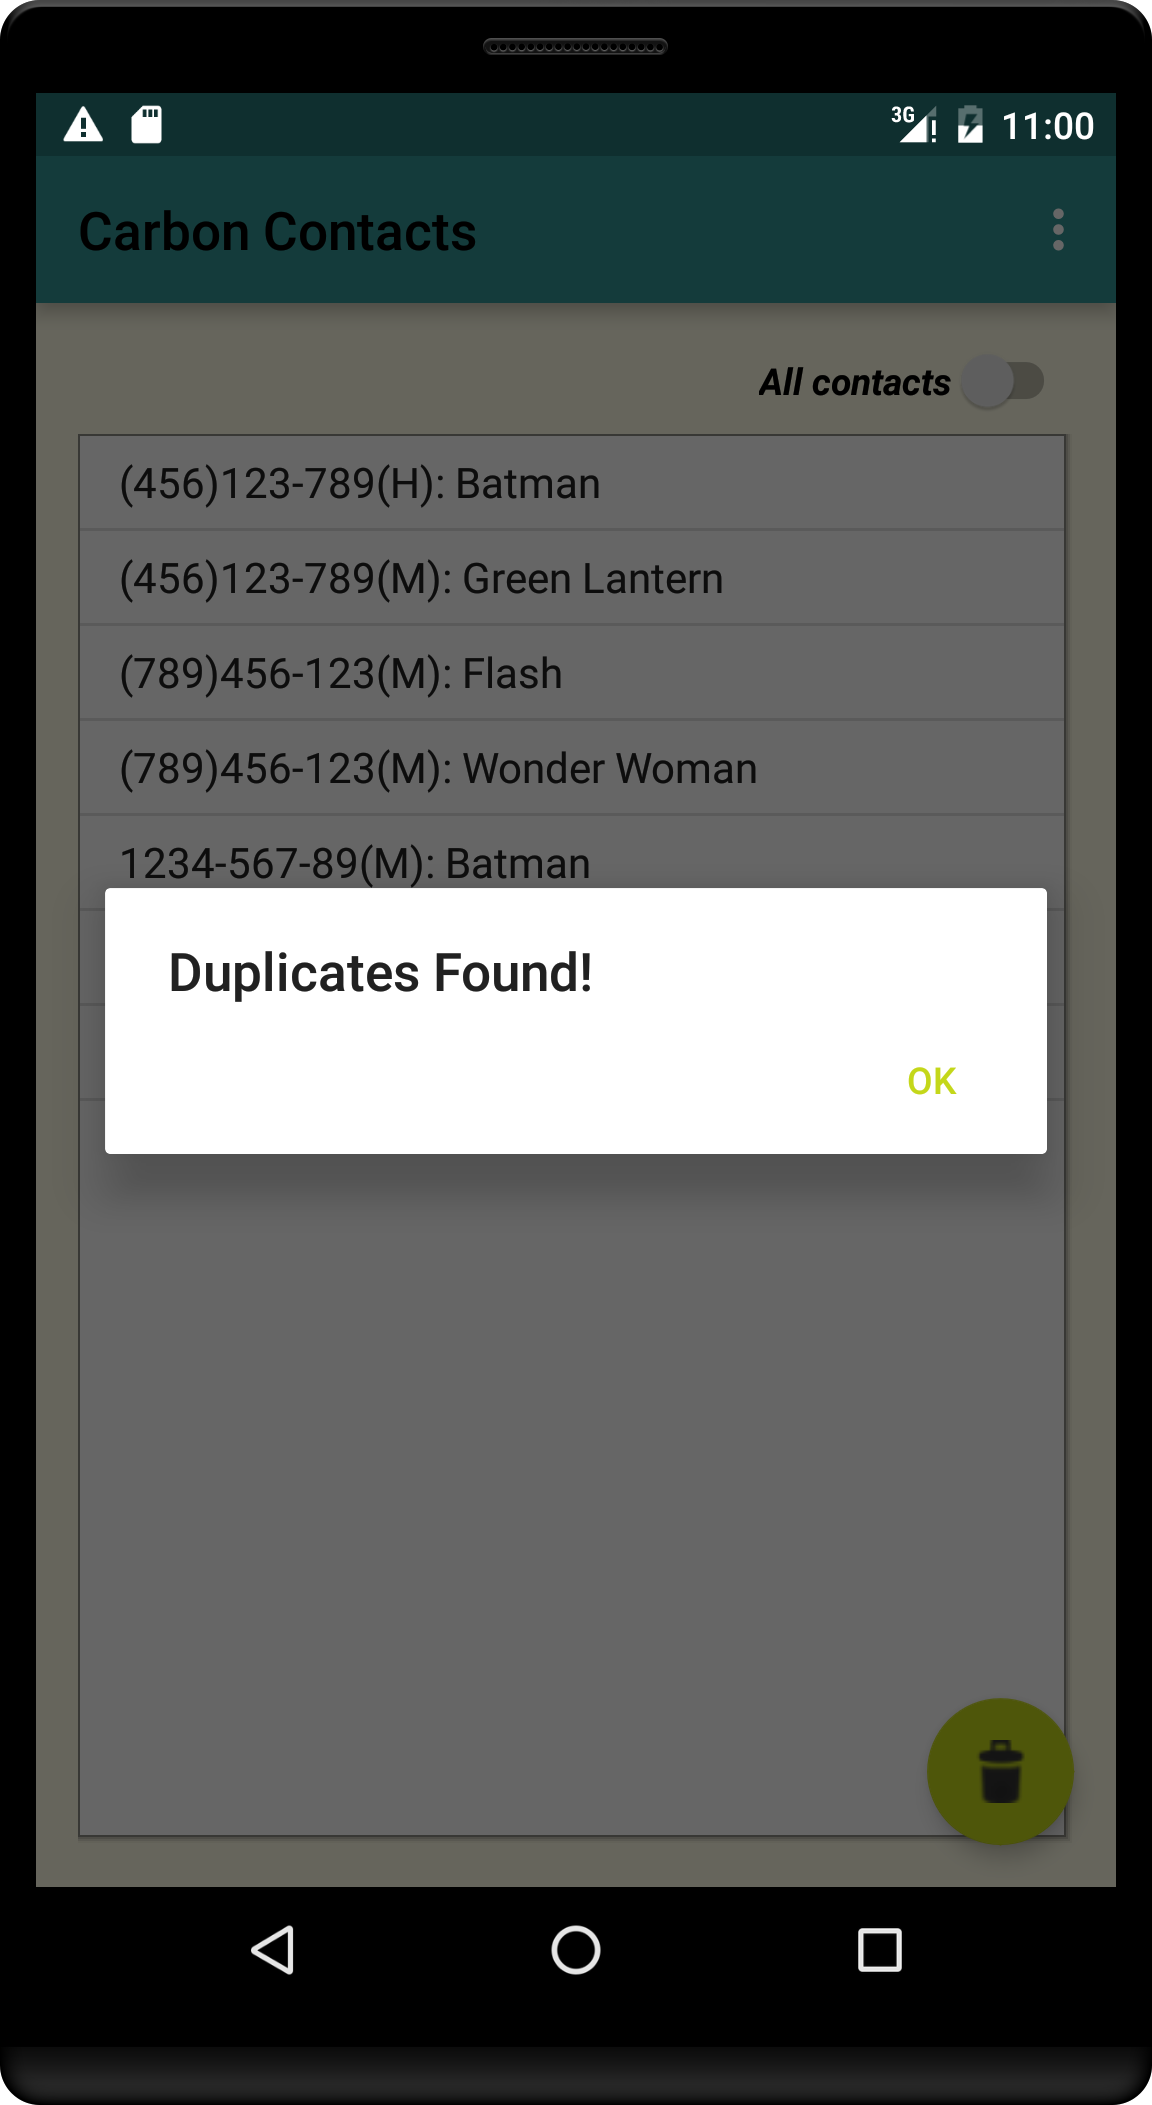 3G 11:00
Carbon Contacts
All contacts
(456)123-789(H): Batman
(456)123-789(M): Green Lantern
(789)456-123(M): Flash
(789)456-123(M): Wonder Woman
1234-567-89(M): Batman
Duplicates Found!
OK